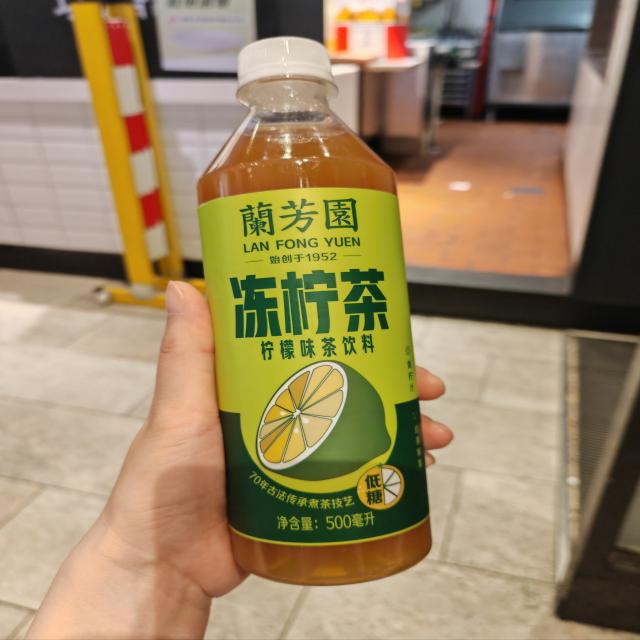 蘭芳園
LAN FONG YUEN
始创于1952
冻柠茶
柠檬味茶饮料
70年古法传承煮茶技艺
低糖
净含量：500毫升